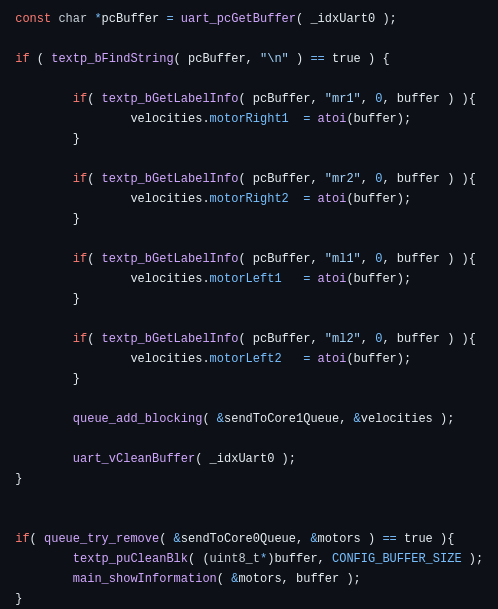 const char *pcBuffer = uart_pcGetBuffer( _idxUart0 );
if ( textp_bFindString( pcBuffer, "\n" ) == true ) {
if( textp_bGetLabelInfo( pcBuffer, "mr1", 0, buffer ) ){
velocities.motorRight1  = atoi(buffer);
}
if( textp_bGetLabelInfo( pcBuffer, "mr2", 0, buffer ) ){
velocities.motorRight2  = atoi(buffer);
}
if( textp_bGetLabelInfo( pcBuffer, "ml1", 0, buffer ) ){
velocities.motorLeft1   = atoi(buffer);
}
if( textp_bGetLabelInfo( pcBuffer, "ml2", 0, buffer ) ){
velocities.motorLeft2   = atoi(buffer);
}
queue_add_blocking( &sendToCore1Queue, &velocities );
uart_vCleanBuffer( _idxUart0 );
}
if( queue_try_remove( &sendToCore0Queue, &motors ) == true ){
textp_puCleanBlk( (uint8_t*)buffer, CONFIG_BUFFER_SIZE );
main_showInformation( &motors, buffer );
}